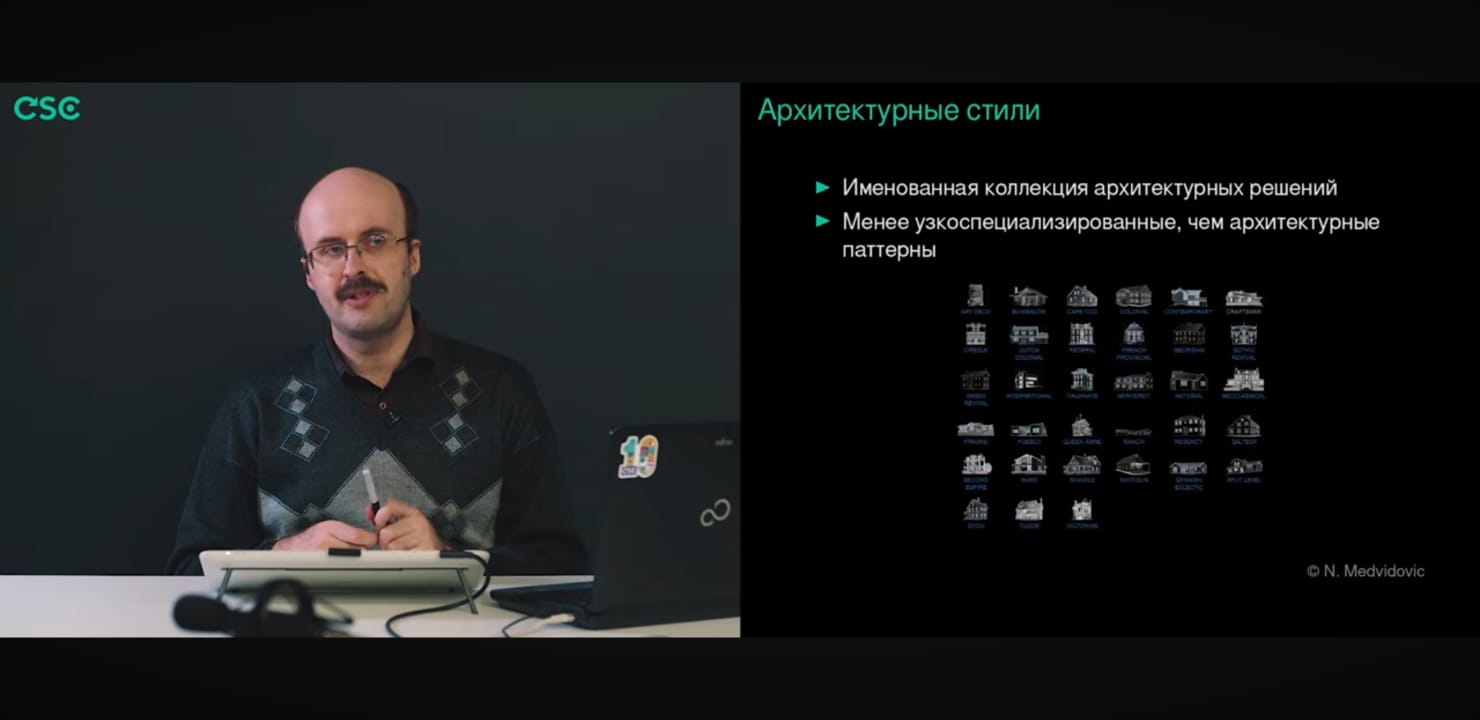 CSC
Архитектурные стили
Именованная коллекция архитектурных решений
Менее узкоспециализированные, чем архитектурные
паттерны
ART DECO BUNGALOW CAPE COD COLONIAL CONTEMPORARY CRAFTSMAN
CREOLE DUTCH COLONIAL FEDERAL FRENCH PROVINCIAL GEORGIAN GOTHIC REVIVAL
GREEK REVIVAL INTERNATIONAL ITALIANATE MONTEREY NATIONAL NEOCLASSICAL
PRAIRIE PUEBLO QUEEN ANNE RANCH REGENCY SALTBOX
SECOND EMPIRE SHED SHINGLE SHOTGUN SPANISH ECLECTIC SPLIT LEVEL
STICK TUDOR VICTORIAN
© N. Medvidovic
19